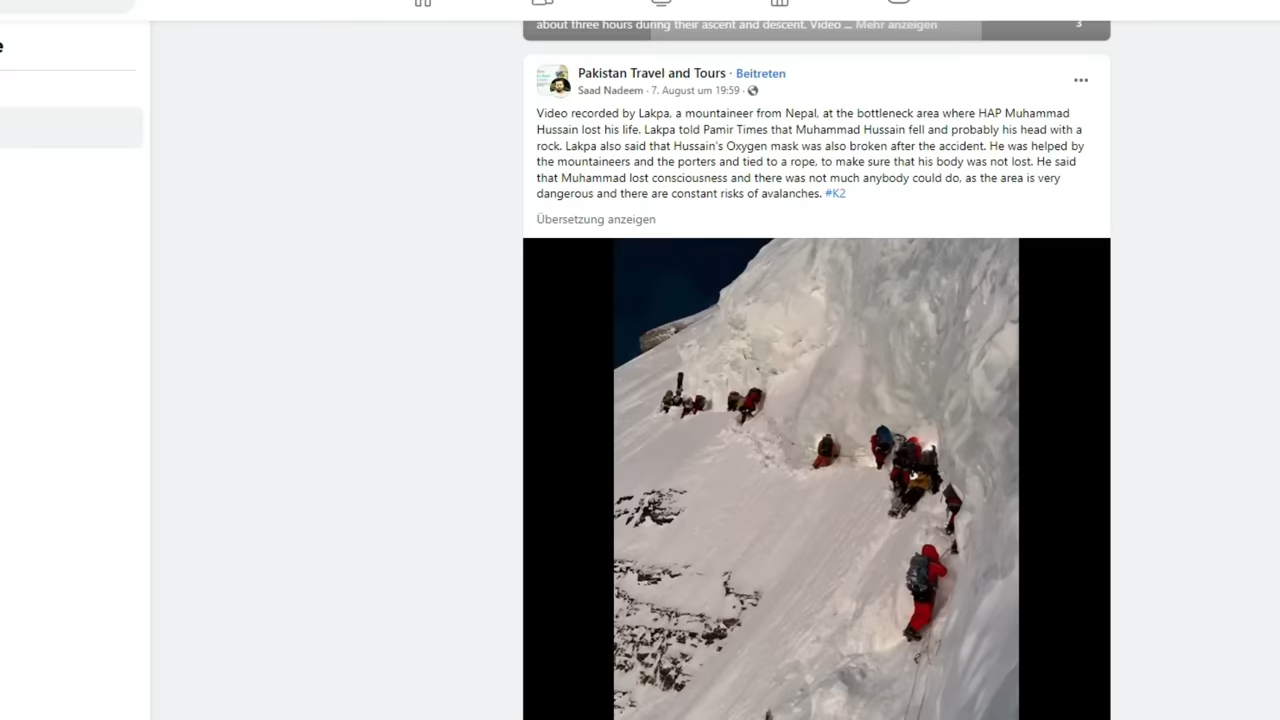 e
about three hours during their ascent and descent. Video ... Mehr anzeigen
3
Pakistan Travel and Tours · Beitreten
Saad Nadeem · 7. August um 19:59 ·
Video recorded by Lakpa, a mountaineer from Nepal, at the bottleneck area where HAP Muhammad
Hussain lost his life. Lakpa told Pamir Times that Muhammad Hussain fell and probably his head with a
rock. Lakpa also said that Hussain's Oxygen mask was also broken after the accident. He was helped by
the mountaineers and the porters and tied to a rope, to make sure that his body was not lost. He said
that Muhammad lost consciousness and there was not much anybody could do, as the area is very
dangerous and there are constant risks of avalanches. #K2
Übersetzung anzeigen